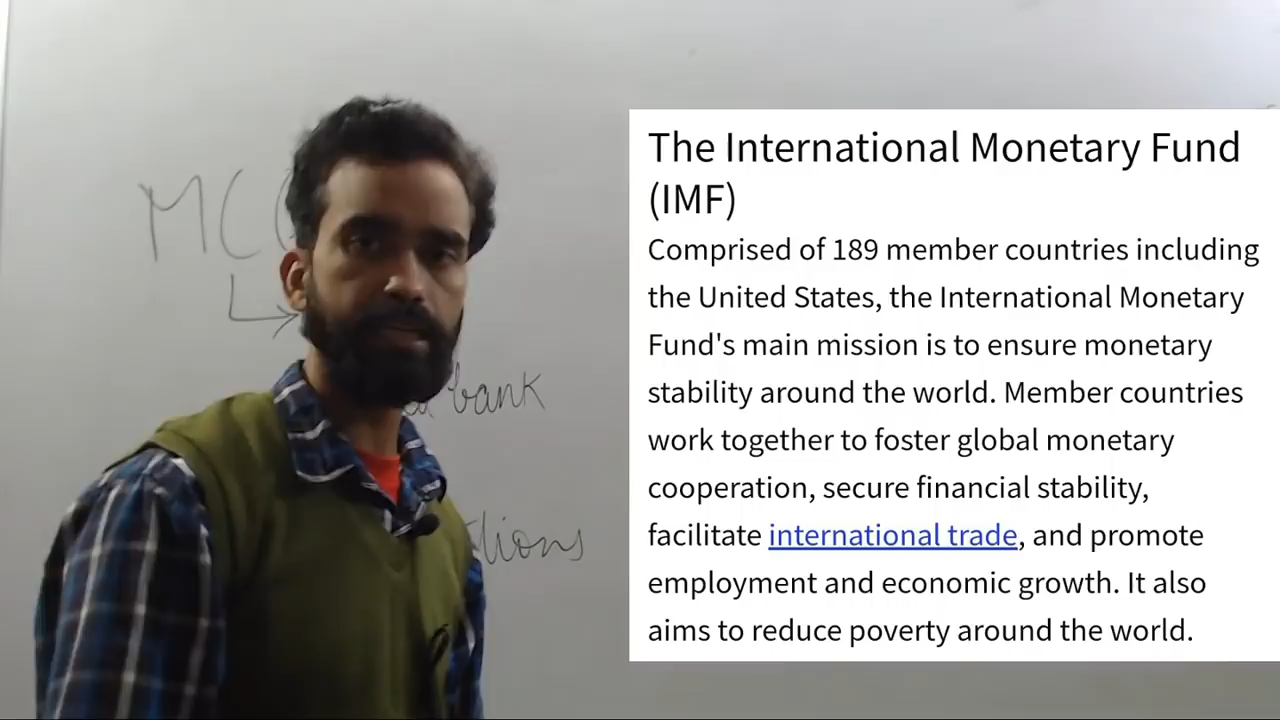 MC
bank
tions
The International Monetary Fund
(IMF)
Comprised of 189 member countries including
the United States, the International Monetary
Fund's main mission is to ensure monetary
stability around the world. Member countries
work together to foster global monetary
cooperation, secure financial stability,
facilitate international trade, and promote
employment and economic growth. It also
aims to reduce poverty around the world.